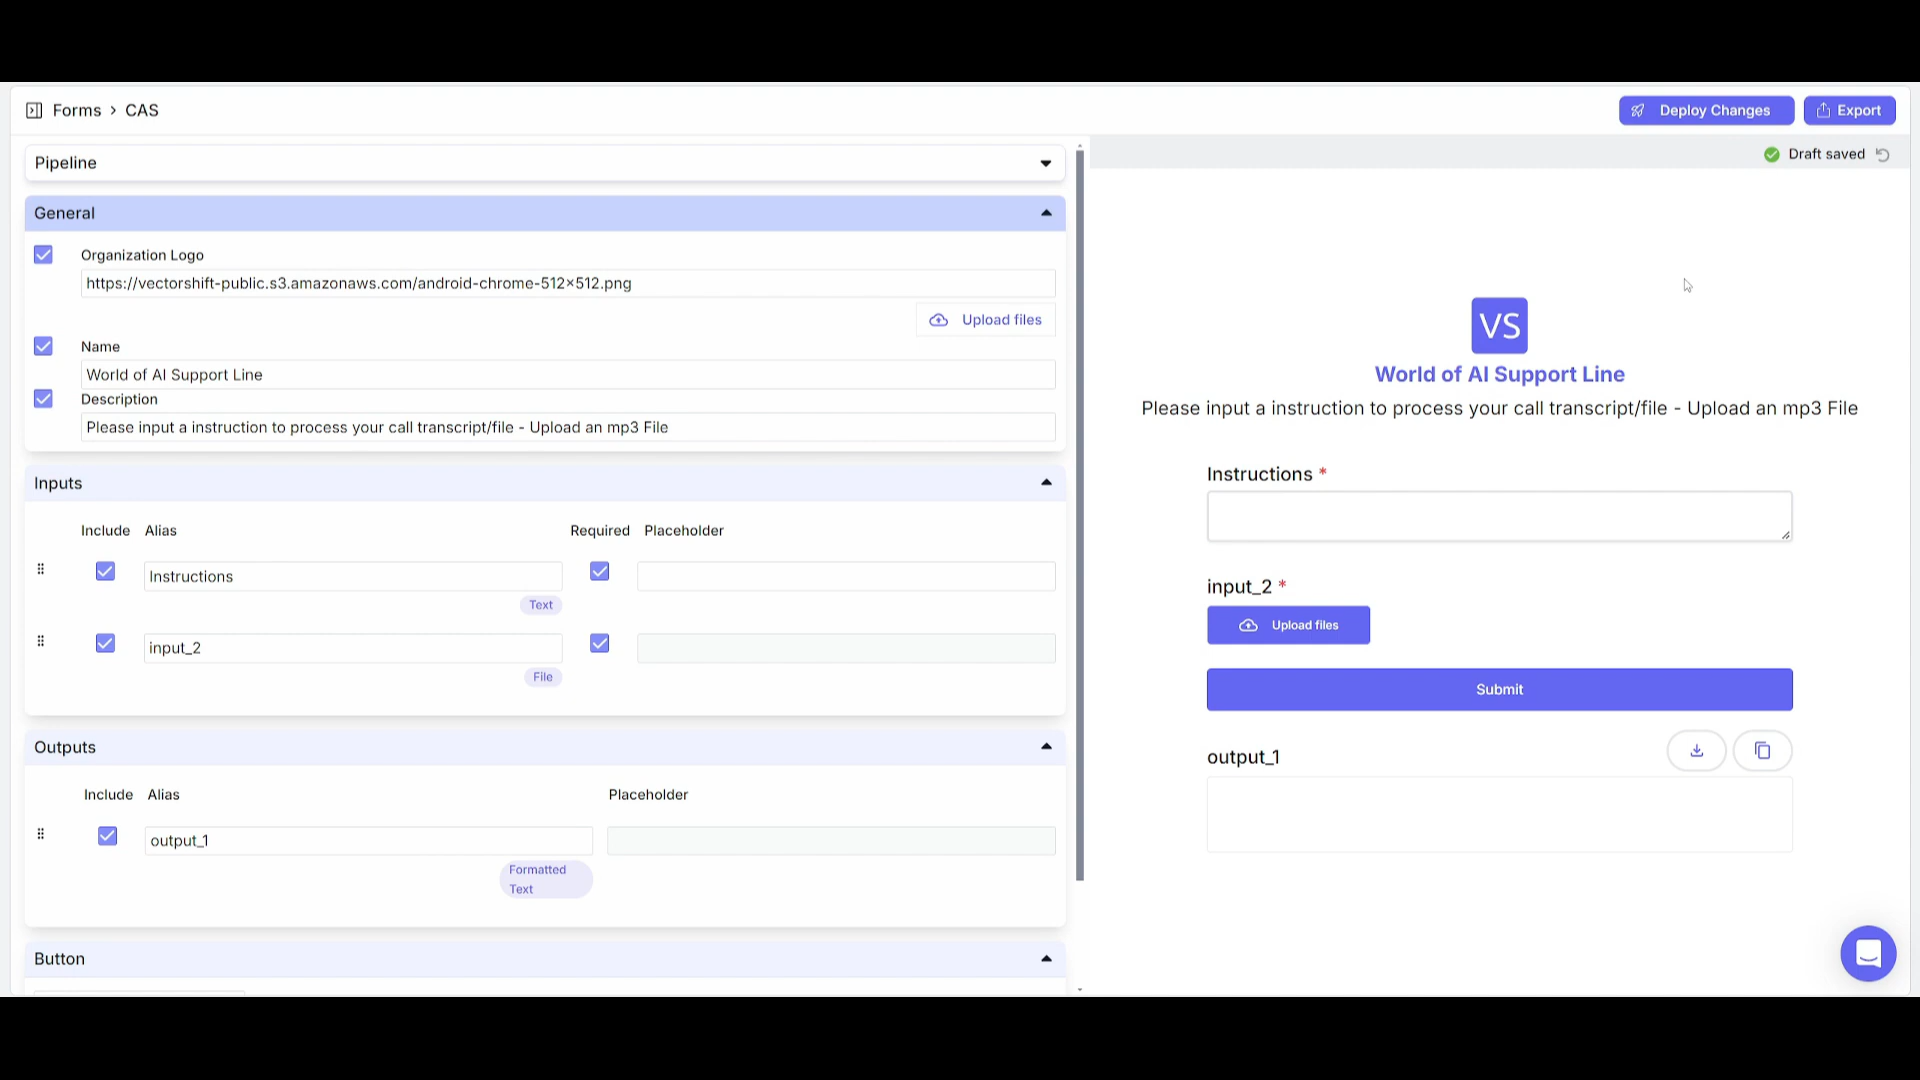 Forms > CAS
Deploy Changes
Export
Pipeline
Draft saved
General
Organization Logo
https://vectorshift-public.s3.amazonaws.com/android-chrome-512×512.png
Upload files
Name
World of AI Support Line
Description
Please input a instruction to process your call transcript/file - Upload an mp3 File
Inputs
Include Alias Required Placeholder
Instructions
Text
input_2
File
Outputs
Include Alias Placeholder
output_1
Formatted
Text
Button
VS
World of AI Support Line
Please input a instruction to process your call transcript/file - Upload an mp3 File
Instructions *
input_2 *
Upload files
Submit
output_1